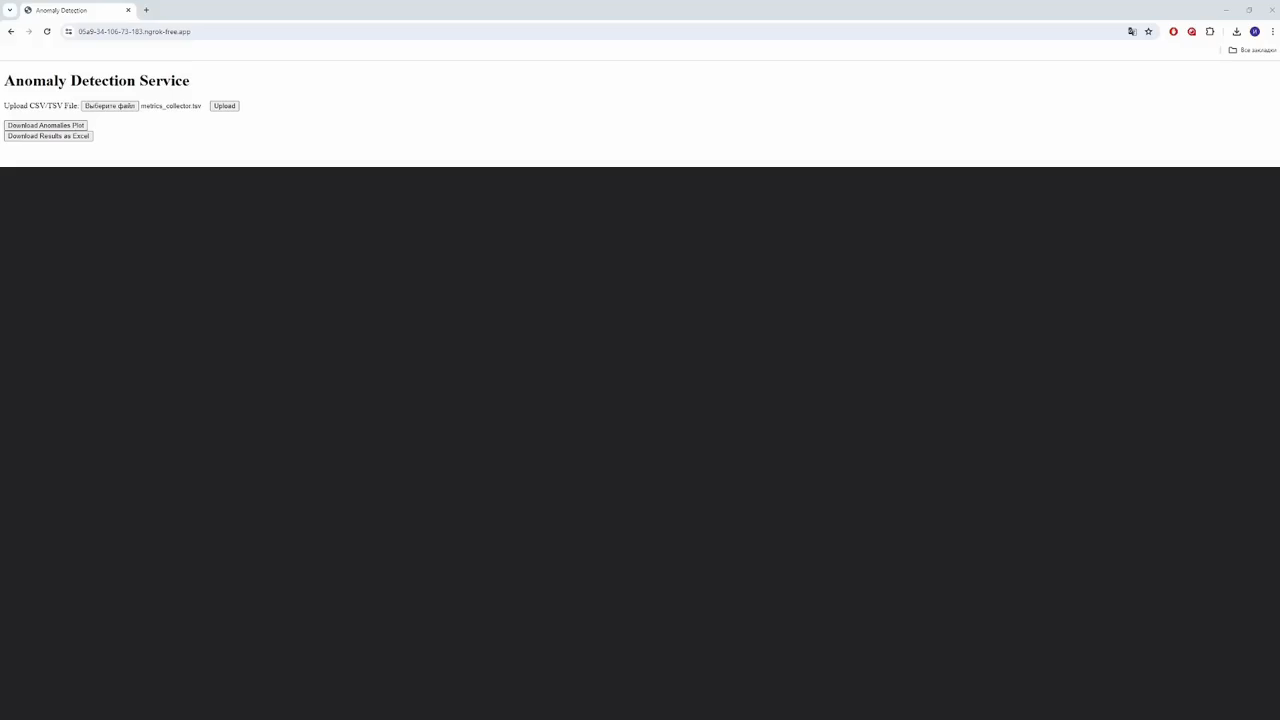 Anomaly Detection
05a9-34-106-73-183.ngrok-free.app
Все закладки
Anomaly Detection Service
Upload CSV/TSV File: Выберите файл metrics_collector.tsv Upload
Download Anomalies Plot
Download Results as Excel